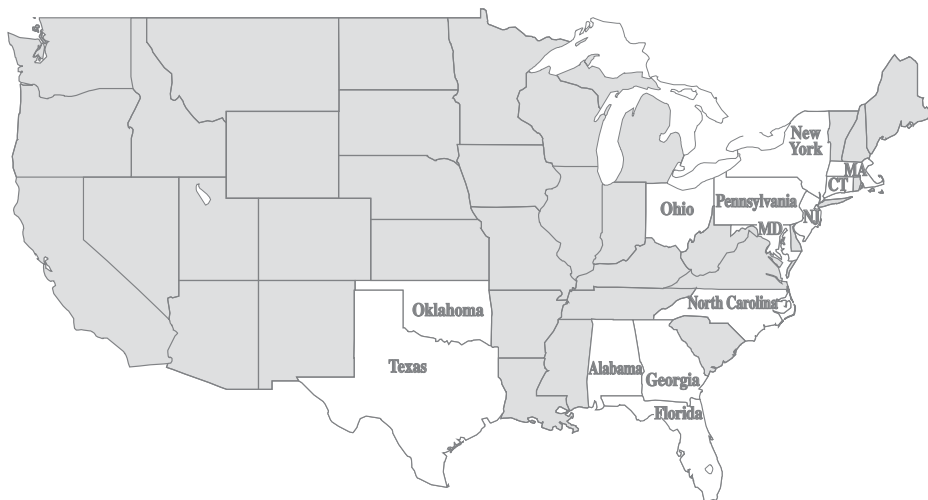 New
York
MA
CT
Pennsylvania
Ohio
NJ
MD
North Carolina
Oklahoma
Texas
Alabama
Georgia
Florida